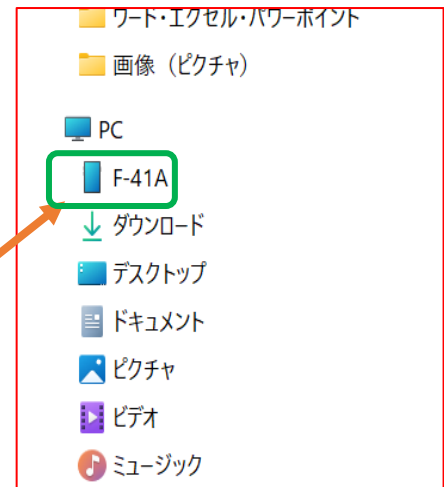 ワード・エクセル・パワーポイント
画像（ピクチャ）
PC
F-41A
ダウンロード
デスクトップ
ドキュメント
ピクチャ
ビデオ
ミュージック